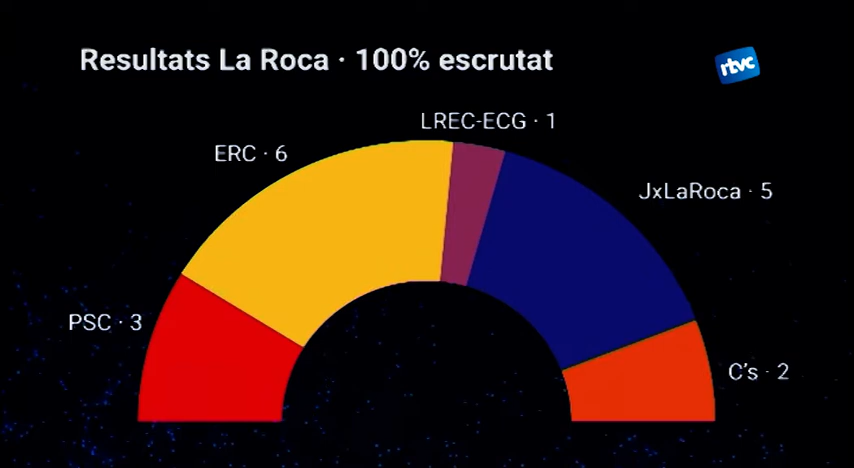 Resultats La Roca · 100% escrutat
rtvc
LREC-ECG · 1
ERC · 6
JxLaRoca · 5
PSC · 3
C's · 2